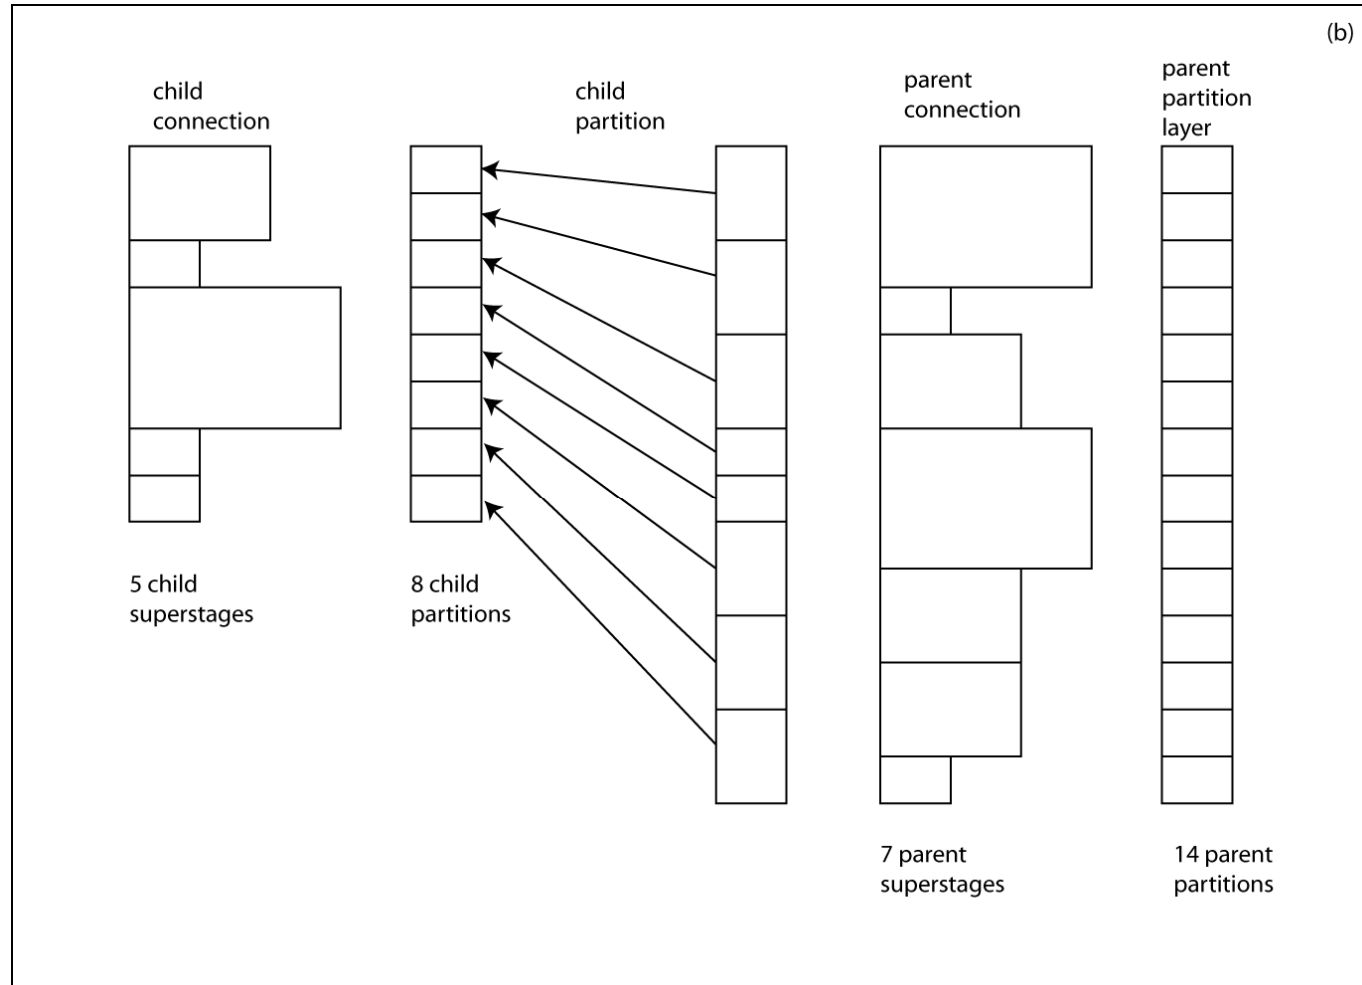 (b)
child
connection
child
partition
parent
connection
parent
partition
layer
5 child
superstages
8 child
partitions
7 parent
superstages
14 parent
partitions